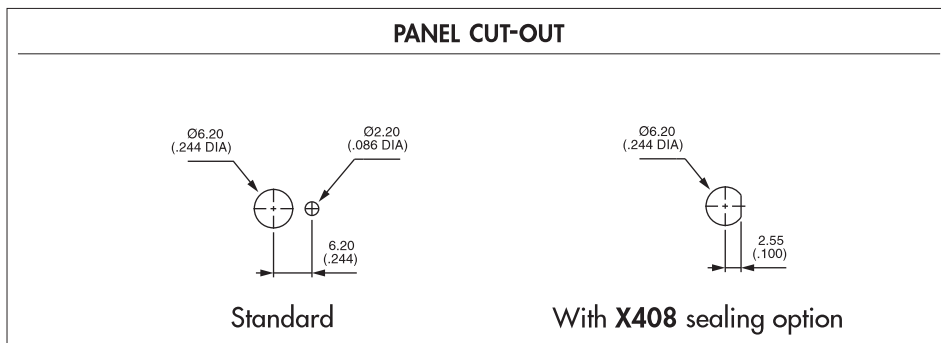 PANEL CUT-OUT
Ø6.20
(.244 DIA)
Ø2.20
(.086 DIA)
6.20
(.244)
Standard
Ø6.20
(.244 DIA)
2.55
(.100)
With X408 sealing option